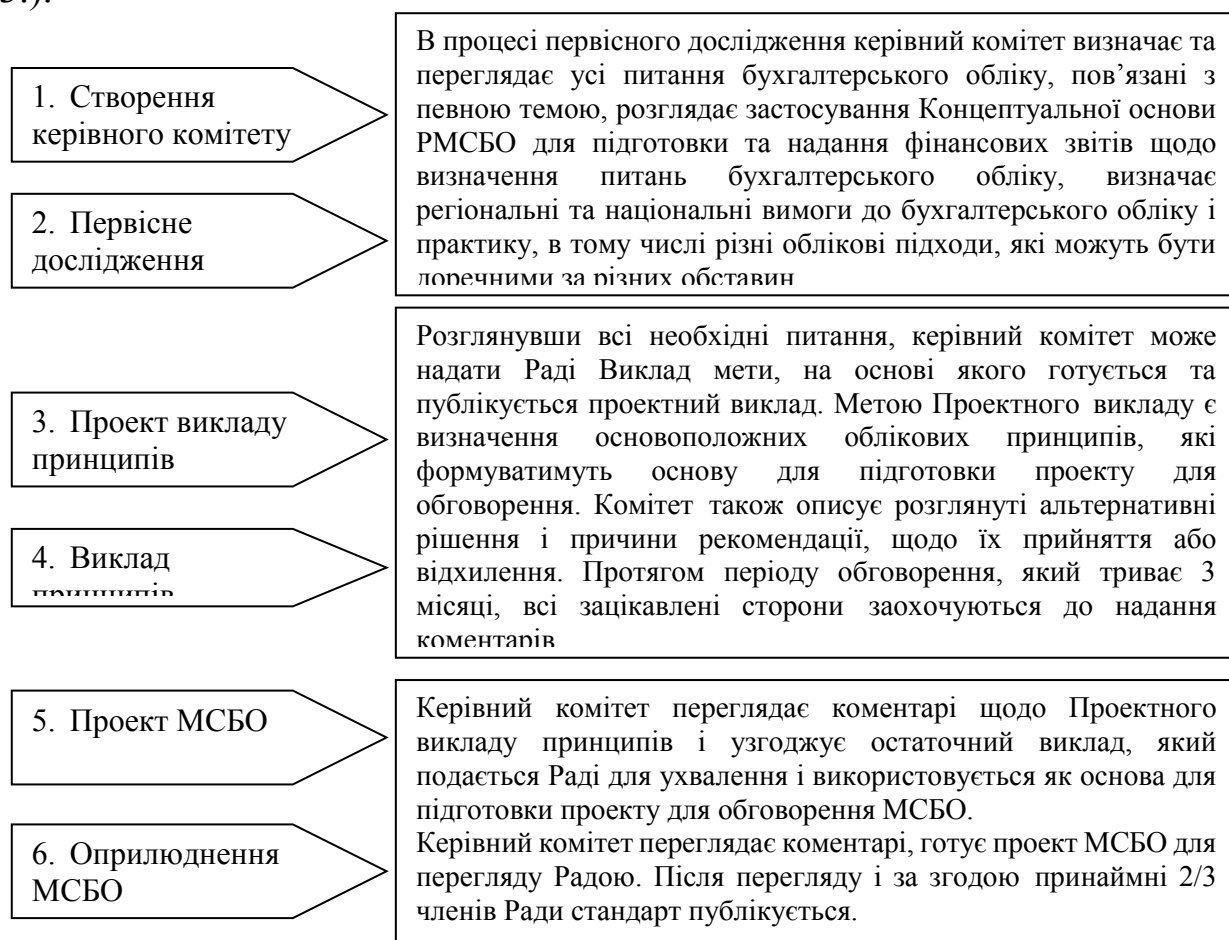 3.).
1. Створення
керівного комітету
2. Первісне
дослідження
В процесі первісного дослідження керівний комітет визначає та
переглядає усі питання бухгалтерського обліку, пов’язані з
певною темою, розглядає застосування Концептуальної основи
РМСБО для підготовки та надання фінансових звітів щодо
визначення питань бухгалтерського обліку, визначає
регіональні та національні вимоги до бухгалтерського обліку і
практику, в тому числі різні облікові підходи, які можуть бути
доречними за різних обставин
3. Проект викладу
принципів
4. Виклад
принципів
Розглянувши всі необхідні питання, керівний комітет може
надати Раді Виклад мети, на основі якого готується та
публікується проектний виклад. Метою Проектного викладу є
визначення основоположних облікових принципів, які
формуватимуть основу для підготовки проекту для
обговорення. Комітет також описує розглянуті альтернативні
рішення і причини рекомендації, щодо їх прийняття або
відхилення. Протягом періоду обговорення, який триває 3
місяці, всі зацікавлені сторони заохочуються до надання
коментарів
5. Проект МСБО
6. Оприлюднення
МСБО
Керівний комітет переглядає коментарі щодо Проектного
викладу принципів і узгоджує остаточний виклад, який
подається Раді для ухвалення і використовується як основа для
підготовки проекту для обговорення МСБО.
Керівний комітет переглядає коментарі, готує проект МСБО для
перегляду Радою. Після перегляду і за згодою принаймні 2/3
членів Ради стандарт публікується.